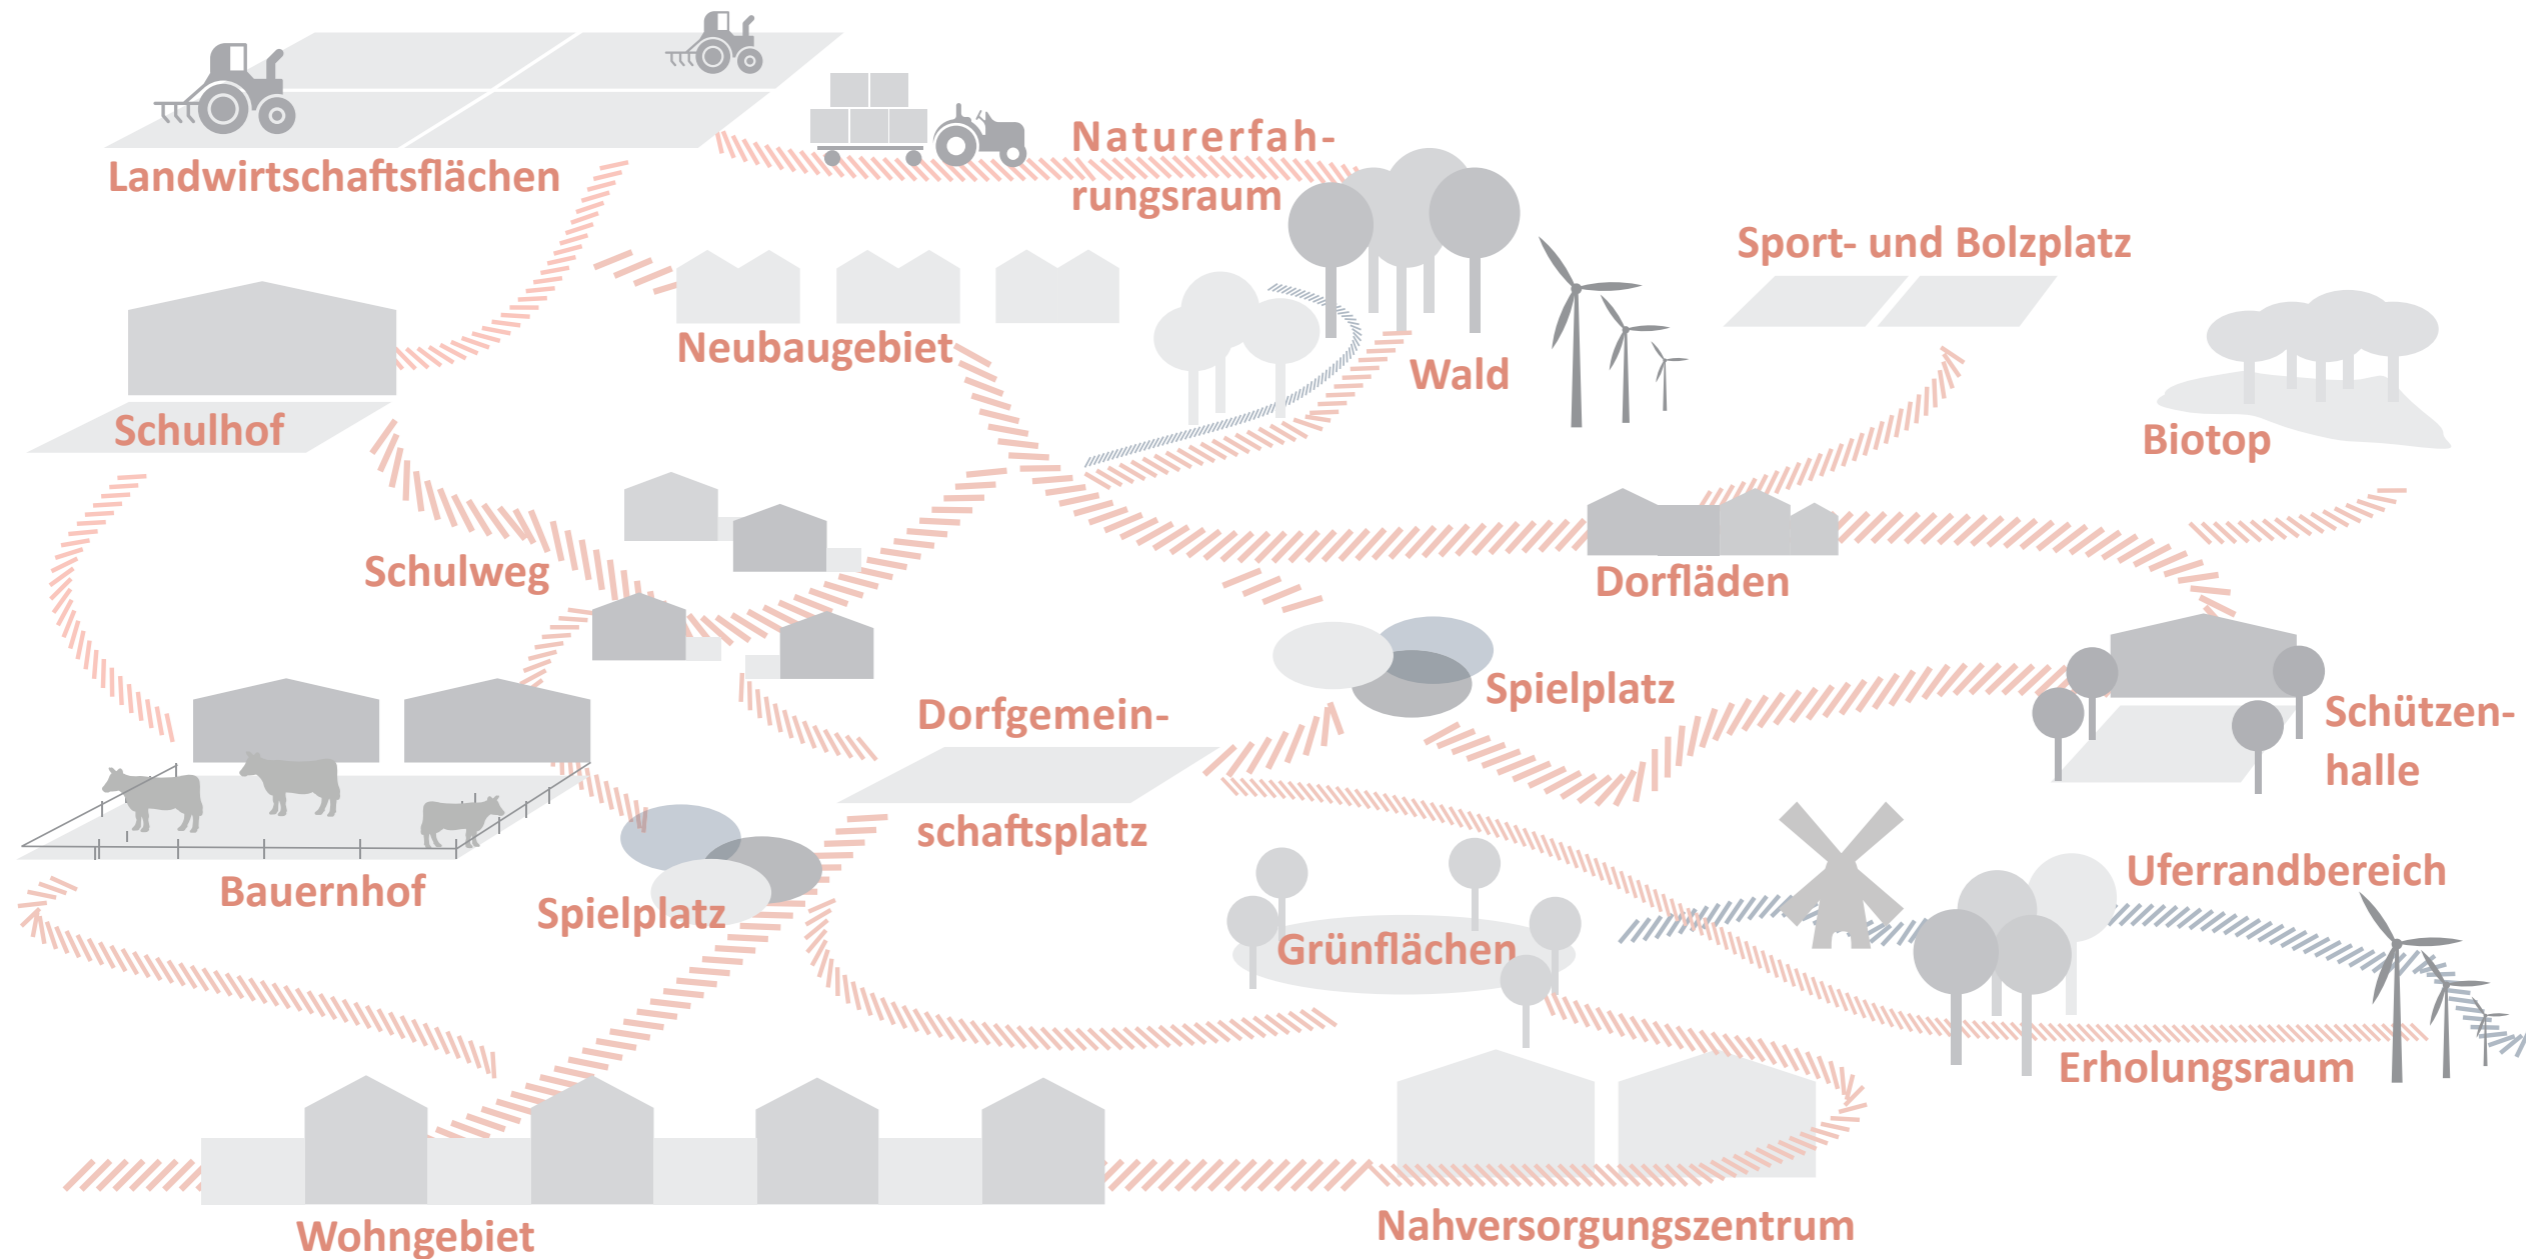 Landwirtschaftsflächen
Naturerfah-
rungsraum
Sport- und Bolzplatz
Neubaugebiet
Wald
Schulhof
Biotop
Schulweg
Dorfläden
Spielplatz
Dorfgemein-
schaftsplatz
Schützen-
halle
Bauernhof
Spielplatz
Grünflächen
Uferrandbereich
Erholungsraum
Wohngebiet
Nahversorgungszentrum